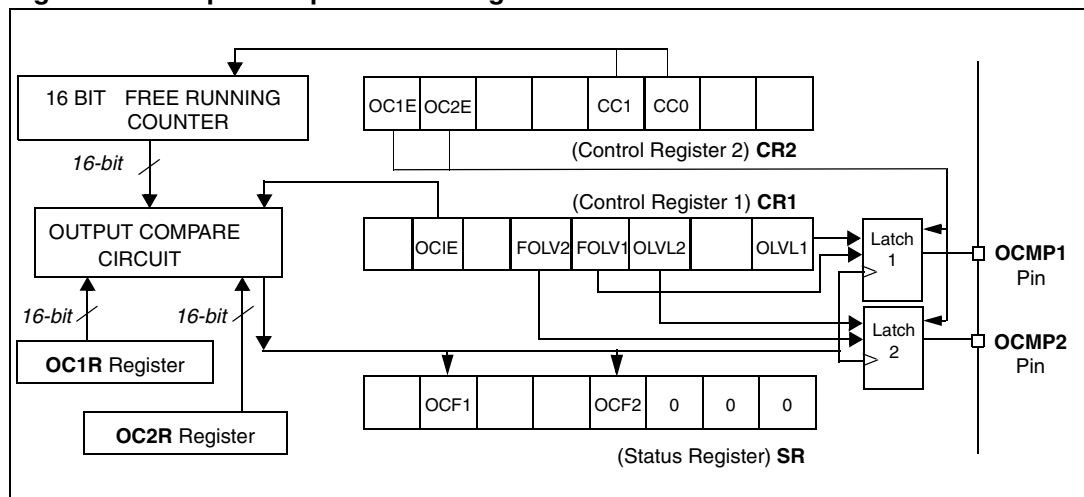 16 BIT FREE RUNNING
COUNTER
OC1E OC2E CC1 CC0
(Control Register 2) CR2
16-bit
(Control Register 1) CR1
OUTPUT COMPARE
CIRCUIT
OCIE FOLV2 FOLV1 OLVL2 OLVL1
Latch
1
OCMP1
Pin
16-bit 16-bit
Latch
2
OCMP2
Pin
OC1R Register
OCF1 OCF2 0 0 0
OC2R Register
(Status Register) SR